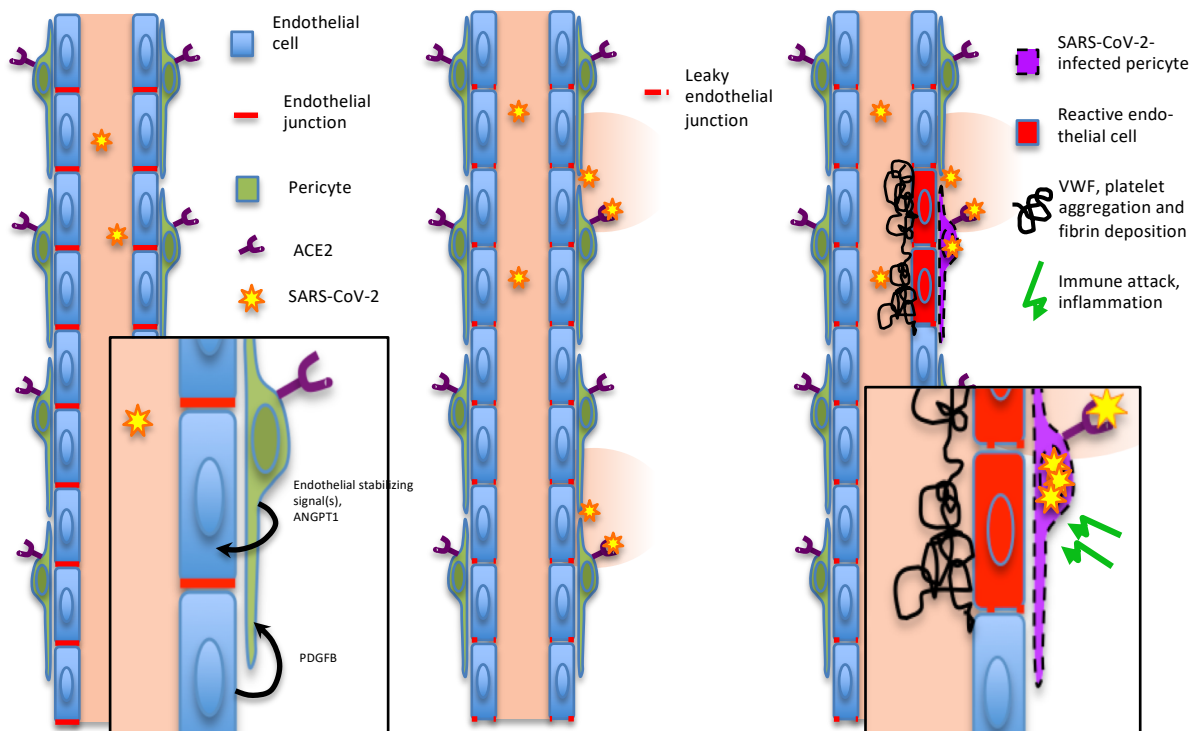 Endothelial
cell
Endothelial
junction
Pericyte
ACE2
SARS-CoV-2
Endothelial stabilizing
signal(s),
ANGPT1
PDGFB
Leaky
endothelial
junction
SARS-CoV-2-
infected pericyte
Reactive endo-
thelial cell
VWF, platelet
aggregation and
fibrin deposition
Immune attack,
inflammation